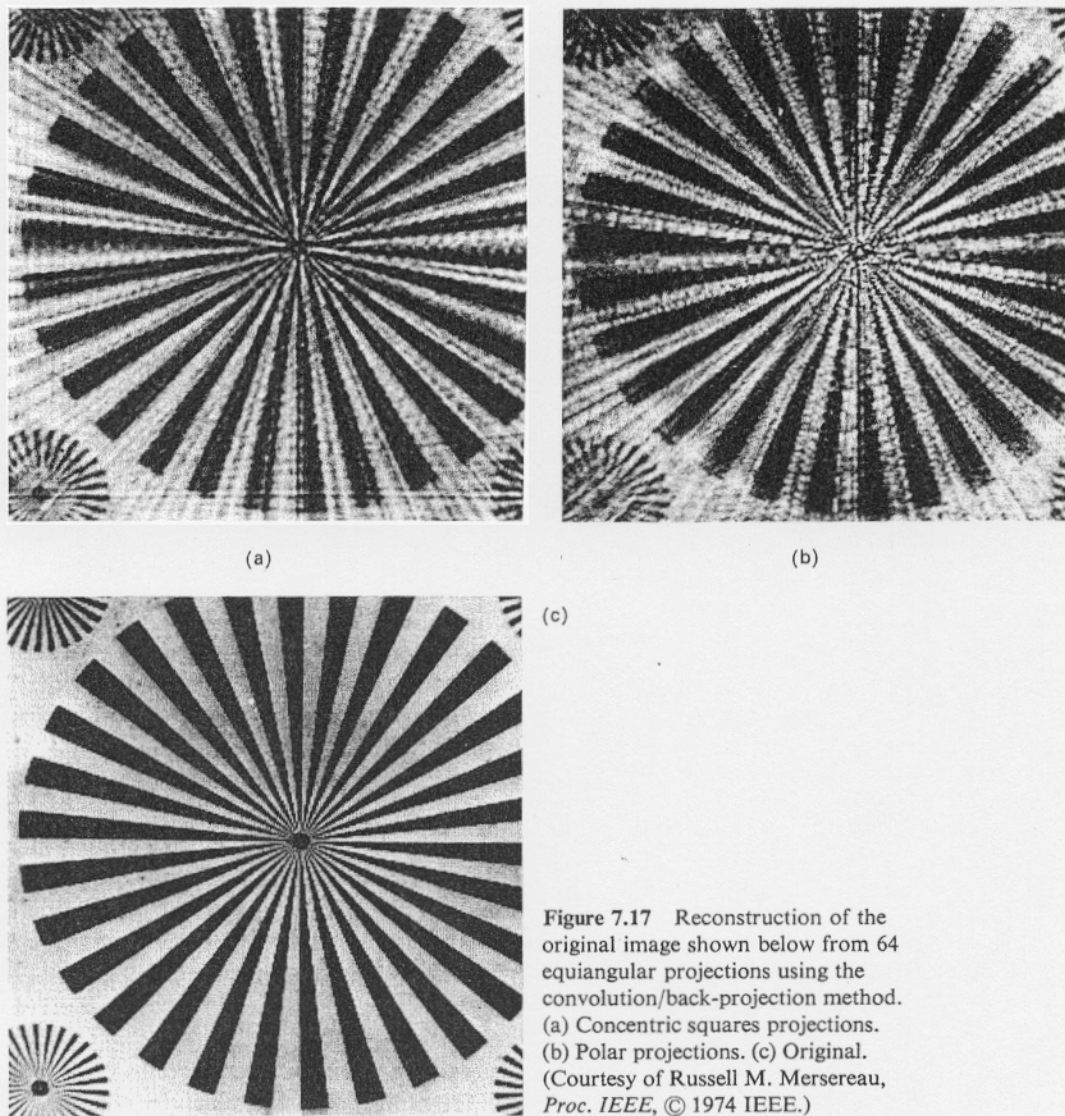 (a)
(b)
(c)
Figure 7.17 Reconstruction of the
original image shown below from 64
equiangular projections using the
convolution/back-projection method.
(a) Concentric squares projections.
(b) Polar projections. (c) Original.
(Courtesy of Russell M. Mersereau,
Proc. IEEE, © 1974 IEEE.)